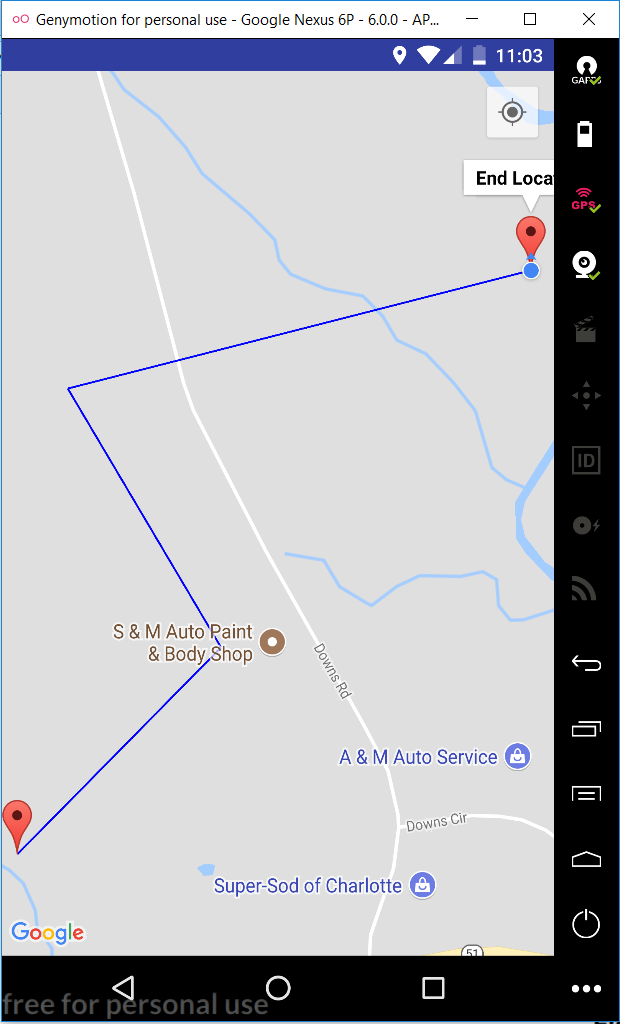 Genymotion for personal use - Google Nexus 6P - 6.0.0 - AP...
11:03
GAPPS
GPS
End Loca
ID
S & M Auto Paint
& Body Shop
Downs Rd
A & M Auto Service
Downs Cir
Super-Sod of Charlotte
Google
51
free for personal use